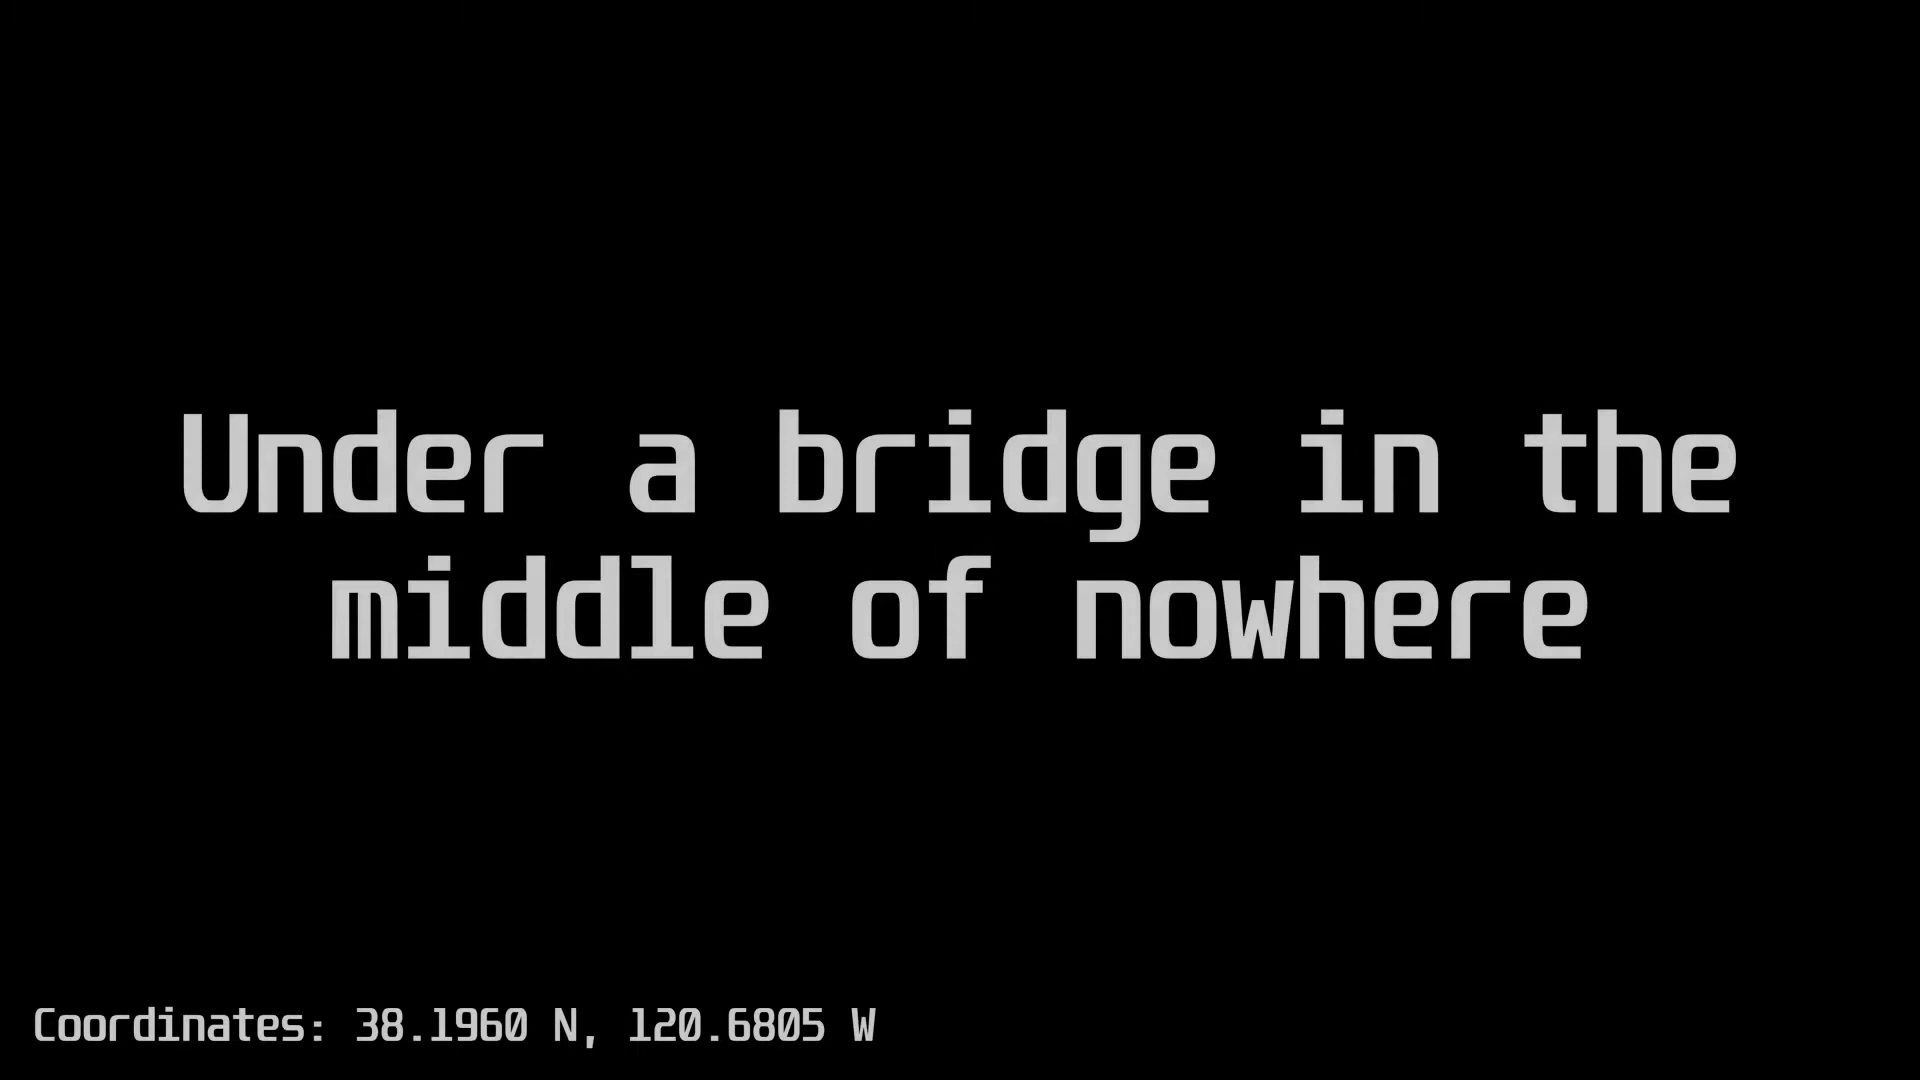 Under a bridge in the
middle of nowhere
Coordinates: 38.1960 N, 120.6805 W